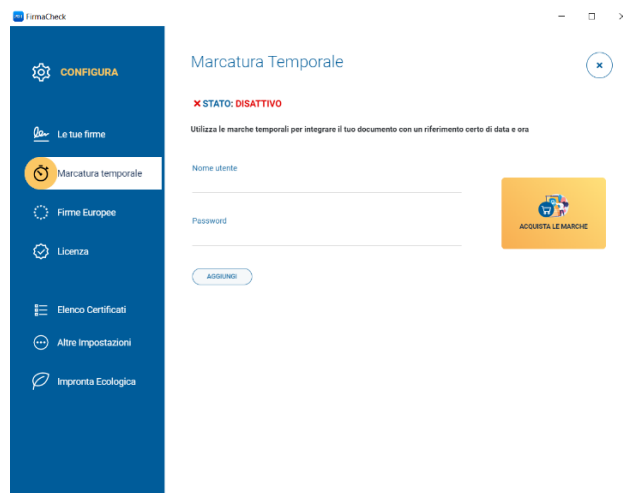 FirmaCheck
CONFIGURA
Le tue firme
Marcatura temporale
Firme Europee
Licenza
Elenco Certificati
Altre Impostazioni
Impronta Ecologica
Marcatura Temporale
STATO: DISATTIVO
Utilizza le marche temporali per integrare il tuo documento con un riferimento certo di data e ora
Nome utente
Password
AGGIUNGI
ACQUISTA LE MARCHE